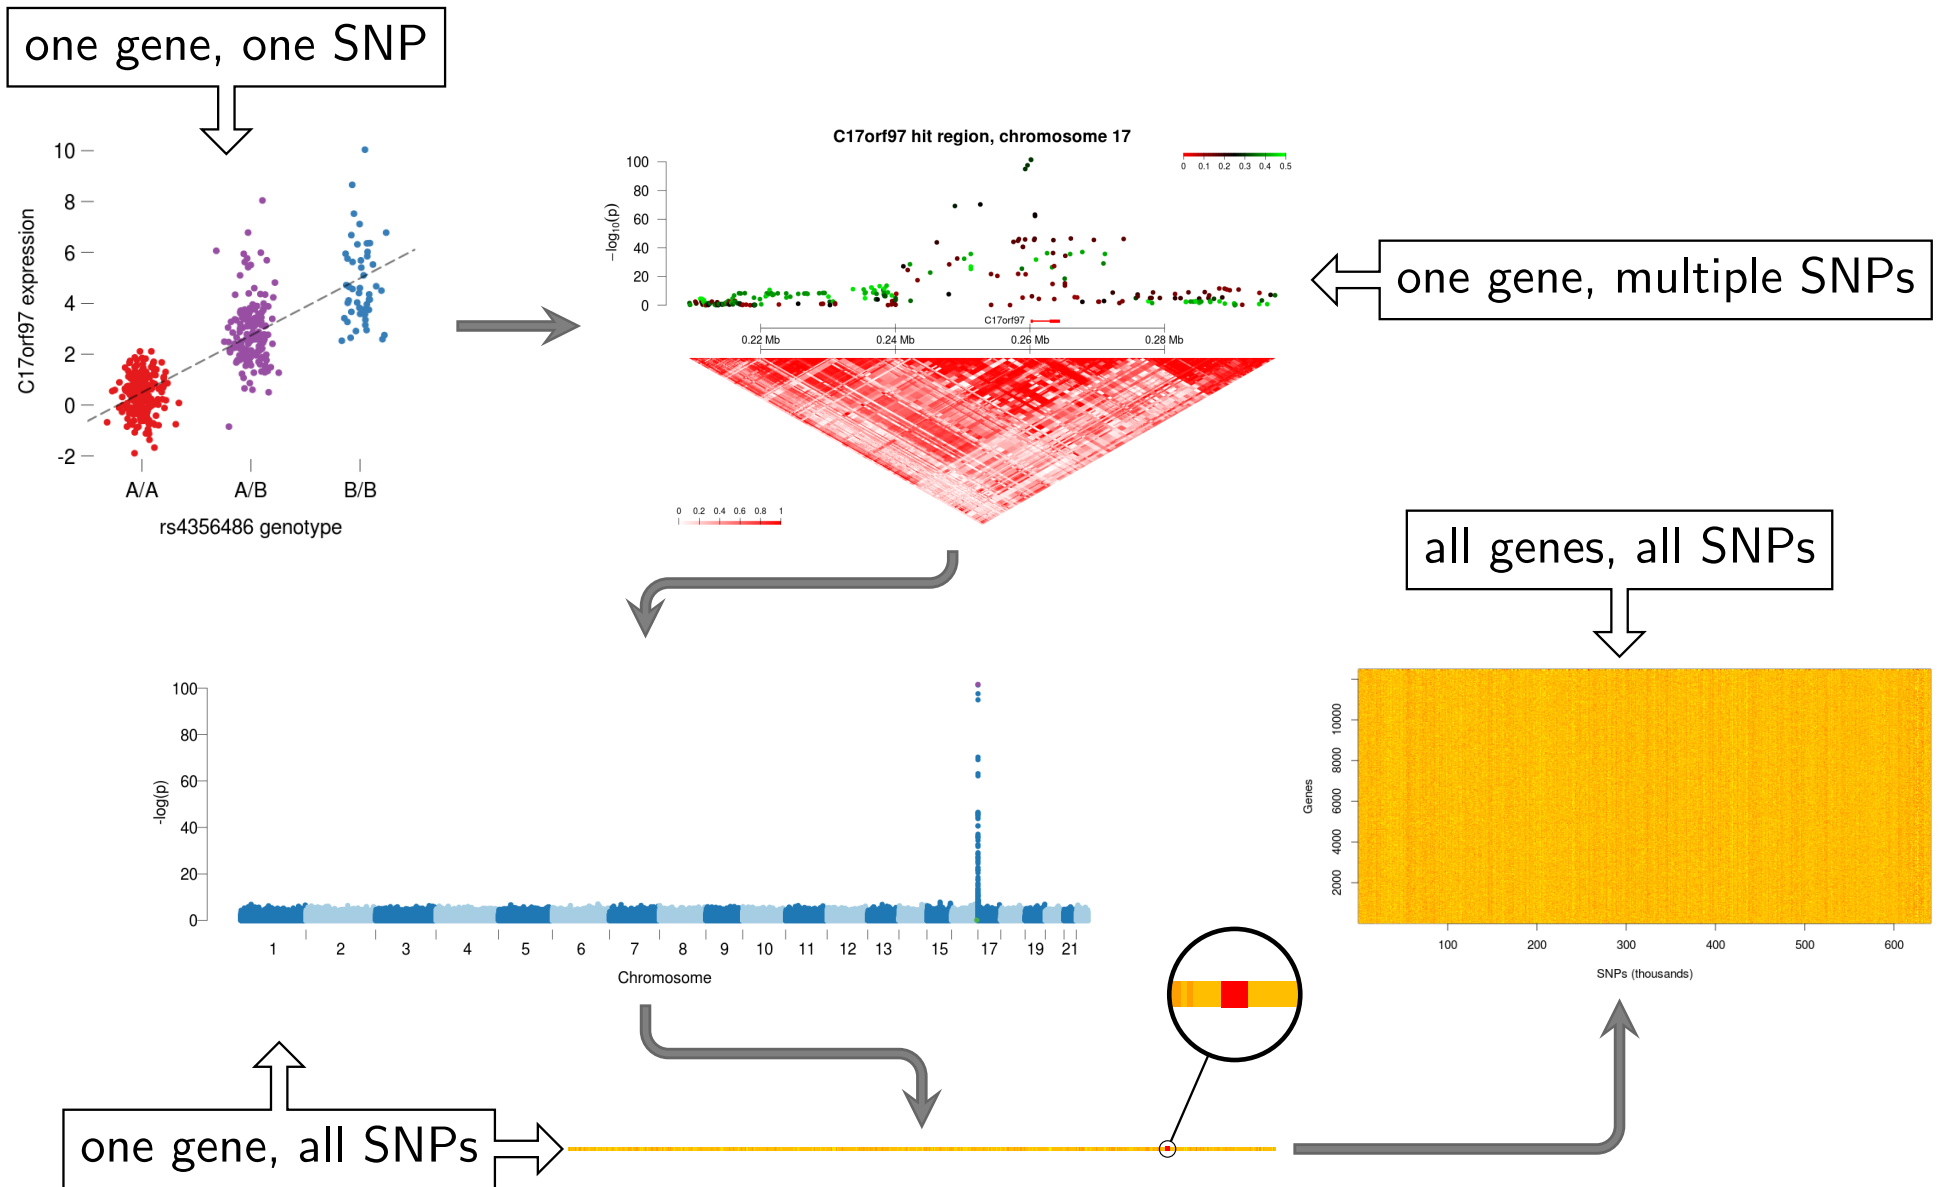 one gene, one SNP
10
8
6
4
2
0
-2
C17orf97 expression
A/A A/B B/B
rs4356486 genotype
C17orf97 hit region, chromosome 17
0 0.1 0.2 0.3 0.4 0.5
100
80
60
40
20
0
−log10(p)
C17orf97
0.22 Mb 0.24 Mb 0.26 Mb 0.28 Mb
0 0.2 0.4 0.6 0.8 1
one gene, multiple SNPs
all genes, all SNPs
100
80
60
40
20
0
-log(p)
1 2 3 4 5 6 7 8 9 10 11 12 13 15 17 19 21
Chromosome
10000
8000
6000
4000
2000
Genes
100 200 300 400 500 600
SNPs (thousands)
one gene, all SNPs